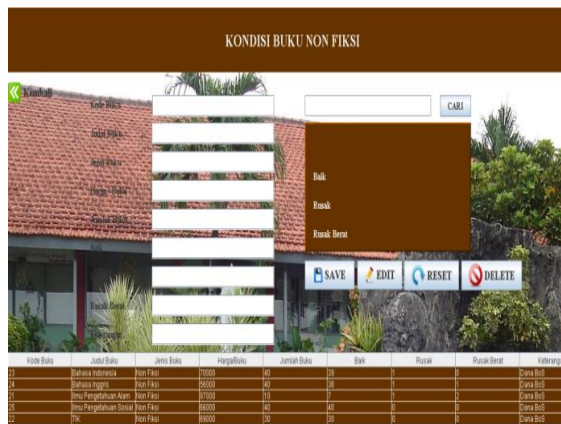 KONDISI BUKU NON FIKSI
Kembali
Kode Buku
CARI
Judul Buku
Jenis Buku
Harga Buku
Baik
Jumlah Buku
Rusak
Baik
Rusak Berat
SAVE EDIT RESET DELETE
Rusak Berat
Keterangan
Kode Buku Judul Buku Jenis Buku HargaBuku Jumlah Buku Baik Rusak Rusak Berat Keterang
23 Bahasa Indonesia Non Fiksi 70000 40 39 1 0 Dana BoS
24 Bahasa Inggris Non Fiksi 56000 40 39 1 0 Dana BoS
21 Ilmu Pengetahuan Alam Non Fiksi 67000 10 7 1 2 Dana BoS
25 Ilmu Pengetahuan Sosial Non Fiksi 66000 40 40 0 0 Dana BoS
22 TIK Non Fiksi 69000 30 30 0 0 Dana BoS